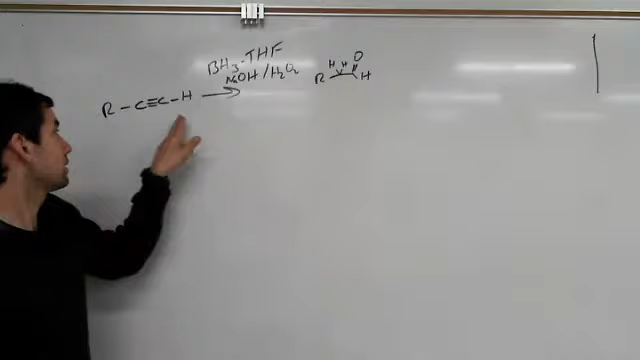 BH3·THF
NaOH/H2O2
R-C≡C-H →
H H O
R H